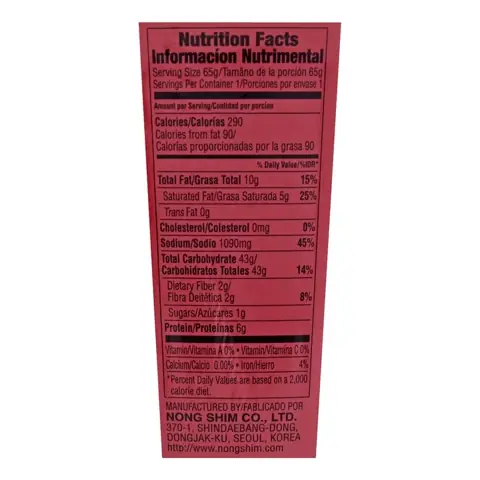 Nutrition Facts
Informacion Nutrimental
Serving Size 65g/Tamãno de la porción 65g
Servings Per Container 1/Porciones por envase 1
Amount per Serving/Cantidad por porcion
Calories/Calorías 290
Calories from fat 90/
Calorías proporcionadas por la grasa 90
% Daily Value/%IDR*
Total Fat/Grasa Total 10g 15%
Saturated Fat/Grasa Saturada 5g 25%
Trans Fat 0g
Cholesterol/Colesterol 0mg 0%
Sodium/Sodio 1090mg 45%
Total Carbohydrate 43g/
Carbohidratos Totales 43g 14%
Dietary Fiber 2g/
Fibra Deitética 2g 8%
Sugars/Azúcares 1g
Protein/Proteínas 6g
Vitamin/Vitamina A 0% • Vitamin/Vitamina C 0%
Calcium/Calcio 0.00% • Iron/Hierro 4%
*Percent Daily Values are based on a 2,000
calorie diet.
MANUFACTURED BY/FABLICADO POR
NONG SHIM CO., LTD.
370-1, SHINDAEBANG-DONG,
DONGJAK-KU, SEOUL, KOREA
http://www.nongshim.com